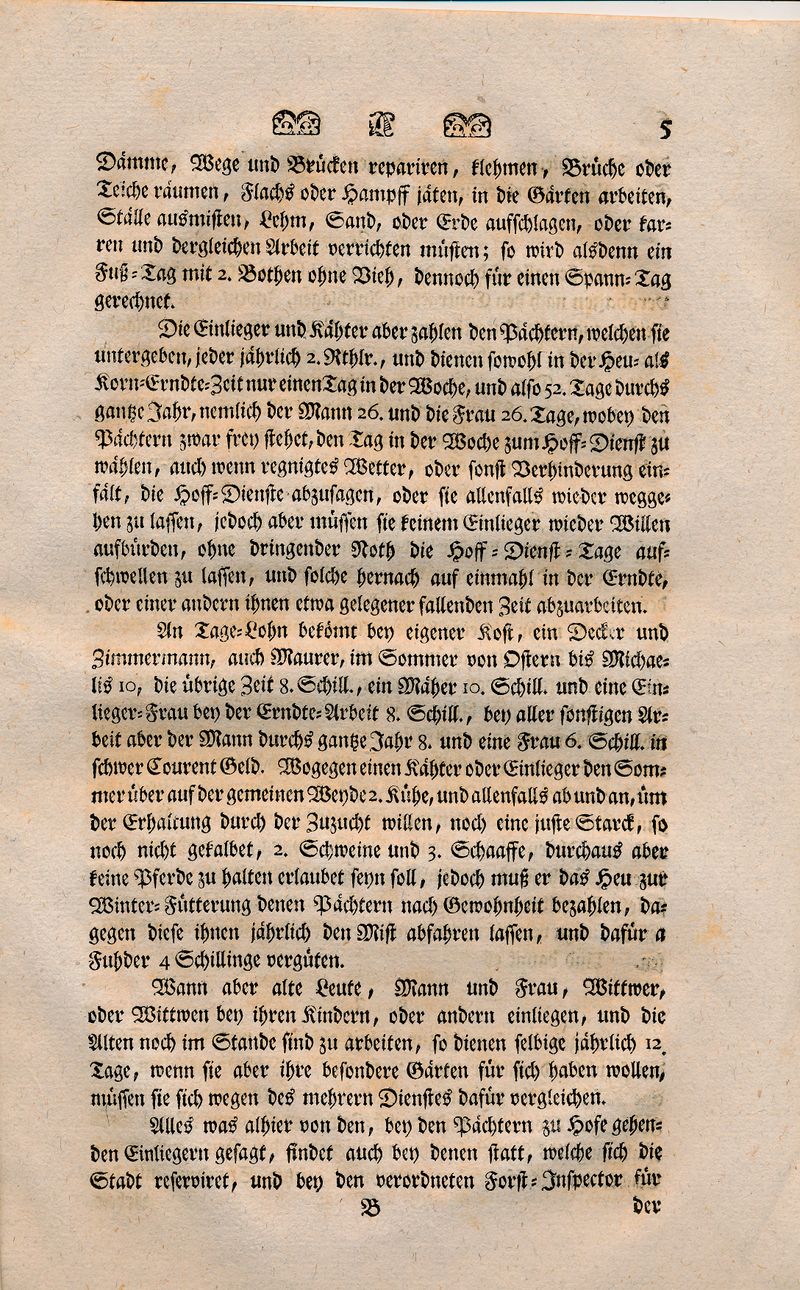 5
Dämme, Wege und Brücken repariren, klehmen, Brüche oder
Teiche räumen, Flachs oder Hampff jäten, in die Gärten arbeiten,
Ställe ausmisten, Lehm, Sand, oder Erde aufschlagen, oder kar-
ren und dergleichen Arbeit verrichten müsten; so wird alsdenn ein
Fuß-Tag mit 2. Bothen ohne Vieh, dennoch für einen Spann-Tag
gerechnet.
Die Einlieger und Kähter aber zahlen den Pächtern, welchen sie
untergeben, jeder jährlich 2. Rthlr., und dienen sowohl in der Heu- als
Korn-Erndte-Zeit nur einen Tag in der Woche, und also 52. Tage durchs
gantze Jahr, nemlich der Mann 26. und die Frau 26. Tage, wobey den
Pächtern zwar frey stehet, den Tag in der Woche zum Hoff-Dienst zu
wählen, auch wenn regnigtes Wetter, oder sonst Verhinderung ein-
fält, die Hoff-Dienste abzusagen, oder sie allenfalls wieder wegge-
hen zu lassen, jedoch aber müssen sie keinem Einlieger wieder Willen
aufbürden, ohne dringender Noth die Hoff-Dienst-Tage auf-
schwellen zu lassen, und solche hernach auf einmahl in der Erndte,
oder einer andern ihnen etwa gelegener fallenden Zeit abzuarbeiten.
An Tage-Lohn bekömt bey eigener Kost, ein Decker und
Zimmermann, auch Maurer, im Sommer von Ostern bis Michae-
lis 10, die übrige Zeit 8. Schill., ein Mäher 10. Schill. und eine Ein-
lieger-Frau bey der Erndte-Arbeit 8. Schill., bey aller sonstigen Ar-
beit aber der Mann durchs gantze Jahr 8. und eine Frau 6. Schill. in
schwer Courent Geld. Wogegen einen Kähter oder Einlieger den Som-
mer über auf der gemeinen Weyde 2. Kühe, und allenfalls ab und an, üm
der Erhaltung durch der Zuzucht willen, noch eine juste Starck, so
noch nicht gekalbet, 2. Schweine und 3. Schaaffe, durchaus aber
keine Pferde zu halten erlaubet seyn soll, jedoch muß er das Heu zur
Winter-Fütterung denen Pächtern nach Gewohnheit bezahlen, da-
gegen diese ihnen jährlich den Mist abfahren lassen, und dafür a
Fuhder 4 Schillinge vergüten.
Wann aber alte Leute, Mann und Frau, Wittwer,
oder Wittwen bey ihren Kindern, oder andern einliegen, und die
Alten noch im Stande sind zu arbeiten, so dienen selbige jährlich 12.
Tage, wenn sie aber ihre besondere Gärten für sich haben wollen,
müssen sie sich wegen des mehrern Dienstes dafür vergleichen.
Alles was alhier von den, bey den Pächtern zu Hofe gehen-
den Einliegern gesagt, findet auch bey denen statt, welche sich die
Stadt reserviret, und bey den verordneten Forst-Inspector für
B der